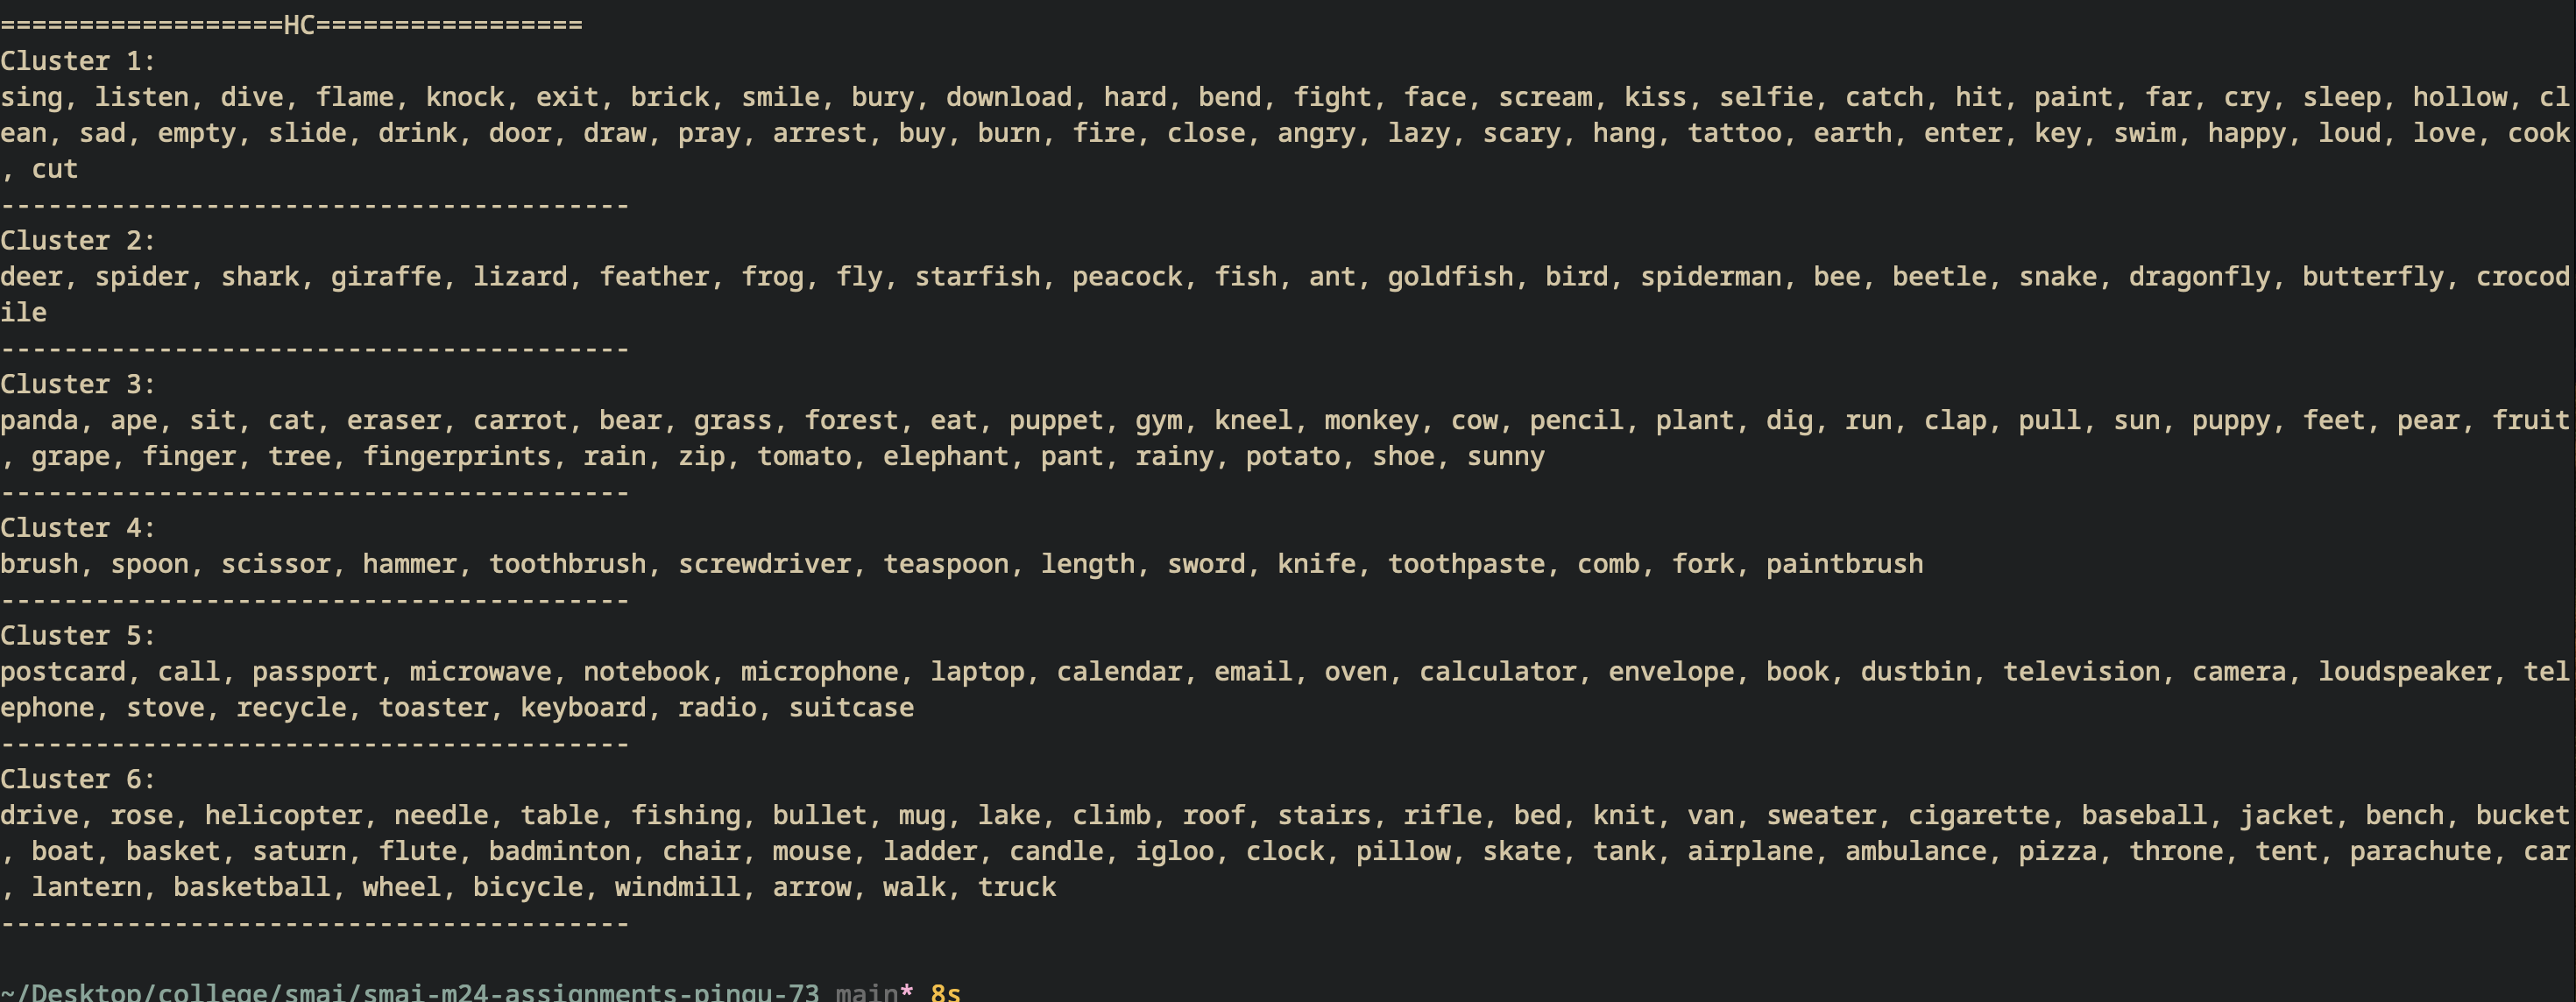 ==================HC=================
Cluster 1:
sing, listen, dive, flame, knock, exit, brick, smile, bury, download, hard, bend, fight, face, scream, kiss, selfie, catch, hit, paint, far, cry, sleep, hollow, cl
ean, sad, empty, slide, drink, door, draw, pray, arrest, buy, burn, fire, close, angry, lazy, scary, hang, tattoo, earth, enter, key, swim, happy, loud, love, cook
, cut
----------------------------------------
Cluster 2:
deer, spider, shark, giraffe, lizard, feather, frog, fly, starfish, peacock, fish, ant, goldfish, bird, spiderman, bee, beetle, snake, dragonfly, butterfly, crocod
ile
----------------------------------------
Cluster 3:
panda, ape, sit, cat, eraser, carrot, bear, grass, forest, eat, puppet, gym, kneel, monkey, cow, pencil, plant, dig, run, clap, pull, sun, puppy, feet, pear, fruit
, grape, finger, tree, fingerprints, rain, zip, tomato, elephant, pant, rainy, potato, shoe, sunny
----------------------------------------
Cluster 4:
brush, spoon, scissor, hammer, toothbrush, screwdriver, teaspoon, length, sword, knife, toothpaste, comb, fork, paintbrush
----------------------------------------
Cluster 5:
postcard, call, passport, microwave, notebook, microphone, laptop, calendar, email, oven, calculator, envelope, book, dustbin, television, camera, loudspeaker, tel
ephone, stove, recycle, toaster, keyboard, radio, suitcase
----------------------------------------
Cluster 6:
drive, rose, helicopter, needle, table, fishing, bullet, mug, lake, climb, roof, stairs, rifle, bed, knit, van, sweater, cigarette, baseball, jacket, bench, bucket
, boat, basket, saturn, flute, badminton, chair, mouse, ladder, candle, igloo, clock, pillow, skate, tank, airplane, ambulance, pizza, throne, tent, parachute, car
, lantern, basketball, wheel, bicycle, windmill, arrow, walk, truck
----------------------------------------
~/Desktop/college/smai/smai-m24-assignments-pingu-73 main* 8s